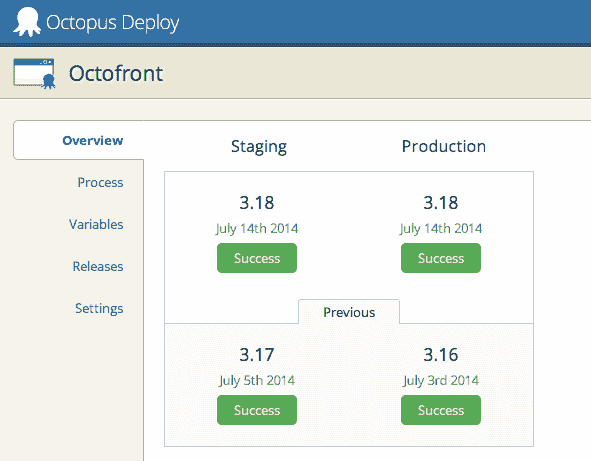 Octopus Deploy
Octofront
Overview
Process
Variables
Releases
Settings
Staging Production
3.18 3.18
July 14th 2014 July 14th 2014
Success Success
Previous
3.17 3.16
July 5th 2014 July 3rd 2014
Success Success